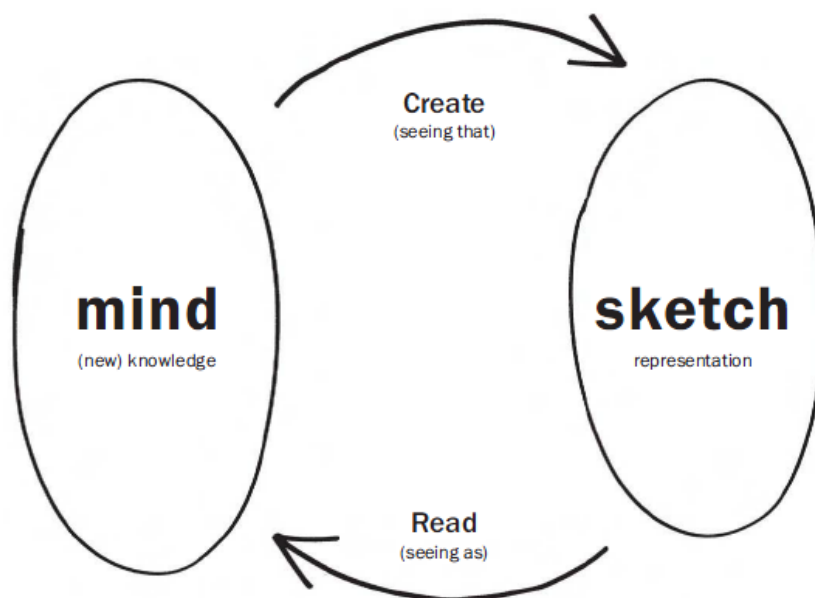 Create
(seeing that)
mind
(new) knowledge
sketch
representation
Read
(seeing as)